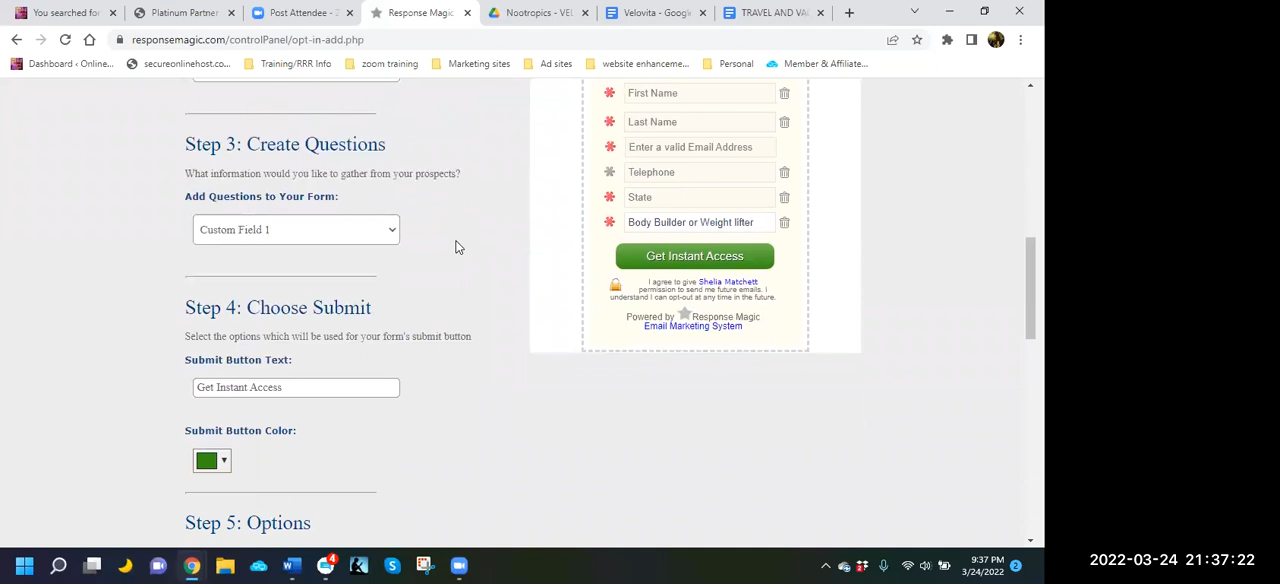 You searched for
Platinum Partner
Post Attendee - Z
Response Magic
Nootropics - VEL
Velovita - Google
TRAVEL AND VA
responsemagic.com/controlPanel/opt-in-add.php
Dashboard ‹ Online...
secureonlinehost.co...
Training/RRR Info
zoom training
Marketing sites
Ad sites
website enhanceme...
Personal
Member & Affiliate...
Step 3: Create Questions
What information would you like to gather from your prospects?
Add Questions to Your Form:
Custom Field 1
Step 4: Choose Submit
Select the options which will be used for your form's submit button
Submit Button Text:
Get Instant Access
Submit Button Color:
Step 5: Options
First Name
Last Name
Enter a valid Email Address
Telephone
State
Body Builder or Weight lifter
Get Instant Access
I agree to give Shelia Matchett
permission to send me future emails. I
understand I can opt-out at any time in the future.
Powered by Response Magic
Email Marketing System
4
9:37 PM
3/24/2022
2
2022-03-24 21:37:22